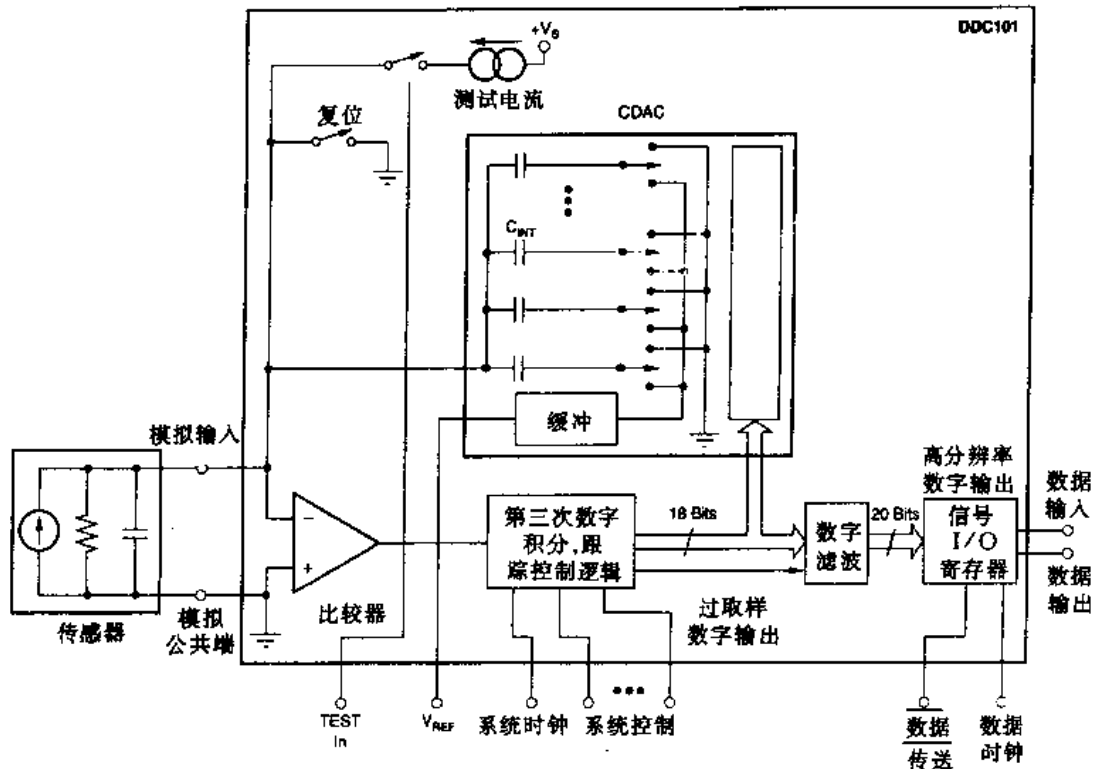 DDC101
+Vs
测试电流
复位
CDAC
CINT
缓冲
模拟输入
传感器
模拟
公共端
比较器
第三次数字
积分,跟
踪控制逻辑
18 Bits
过取样
数字输出
数字
滤波
20 Bits
高分辨率
数字输出
信号
I/O
寄存器
数据
输入
数据
输出
TEST
In
VREF
系统时钟
系统控制
数据
传送
数据
时钟